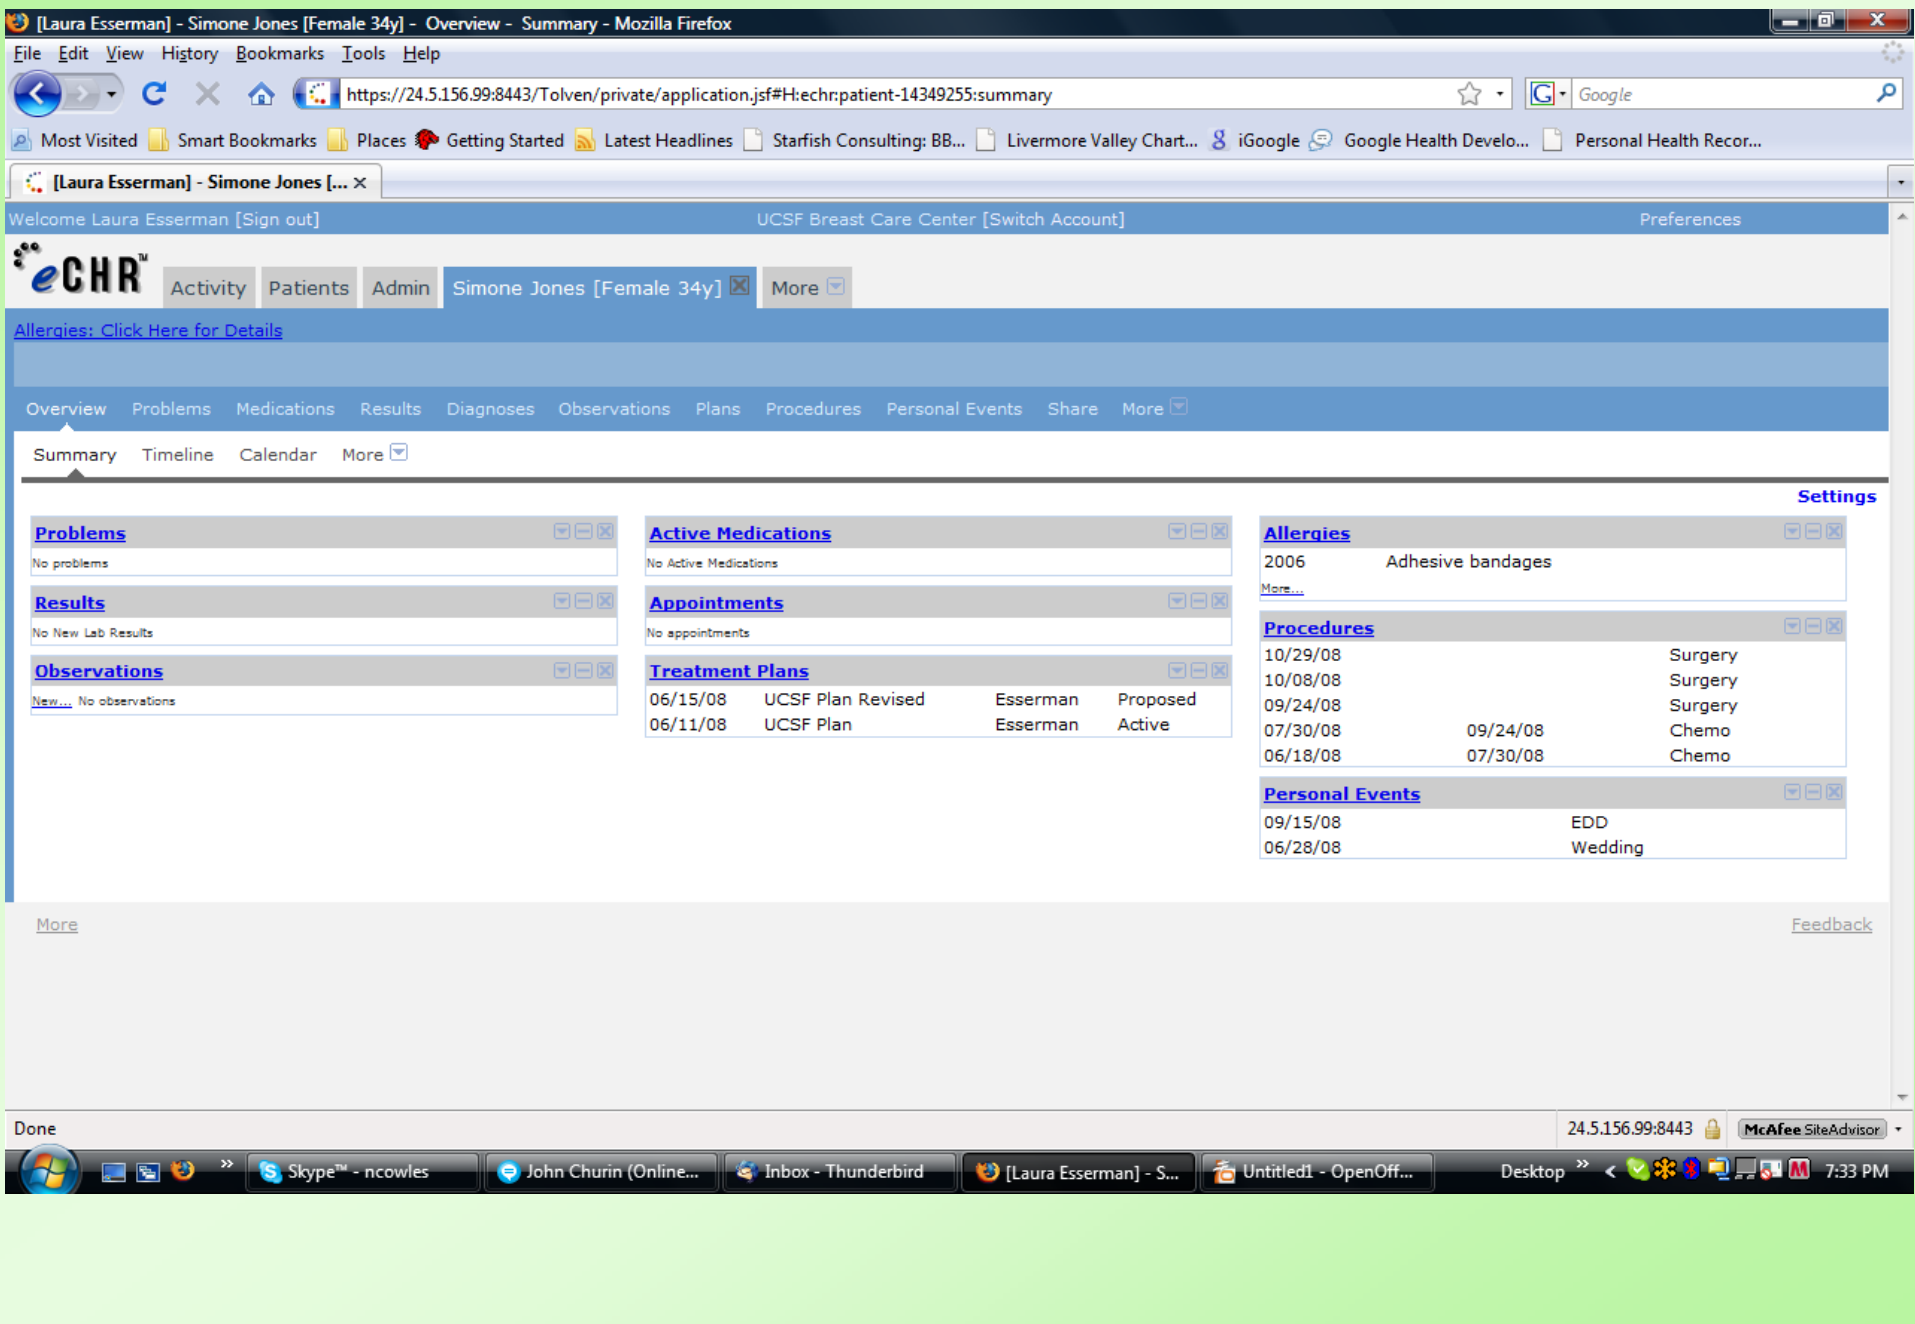 [Laura Esserman] - Simone Jones [Female 34y] - Overview - Summary - Mozilla Firefox
File Edit View History Bookmarks Tools Help
https://24.5.156.99:8443/Tolven/private/application.jsf#H:echr:patient-14349255:summary
Google
Most Visited Smart Bookmarks Places Getting Started Latest Headlines Starfish Consulting: BB... Livermore Valley Chart... iGoogle Google Health Develo... Personal Health Recor...
[Laura Esserman] - Simone Jones [...
Welcome Laura Esserman [Sign out] UCSF Breast Care Center [Switch Account] Preferences
eCHR™ Activity Patients Admin Simone Jones [Female 34y] More
Allergies: Click Here for Details
Overview Problems Medications Results Diagnoses Observations Plans Procedures Personal Events Share More
Summary Timeline Calendar More
Settings
Problems
No problems
Results
No New Lab Results
Observations
New... No observations
Active Medications
No Active Medications
Appointments
No appointments
Treatment Plans
06/15/08 UCSF Plan Revised Esserman Proposed
06/11/08 UCSF Plan Esserman Active
Allergies
2006 Adhesive bandages
More...
Procedures
10/29/08 Surgery
10/08/08 Surgery
09/24/08 Surgery
07/30/08 09/24/08 Chemo
06/18/08 07/30/08 Chemo
Personal Events
09/15/08 EDD
06/28/08 Wedding
More Feedback
Done 24.5.156.99:8443 McAfee SiteAdvisor
Skype™ - ncowles John Churin (Online... Inbox - Thunderbird [Laura Esserman] - S... Untitled1 - OpenOff... Desktop 7:33 PM